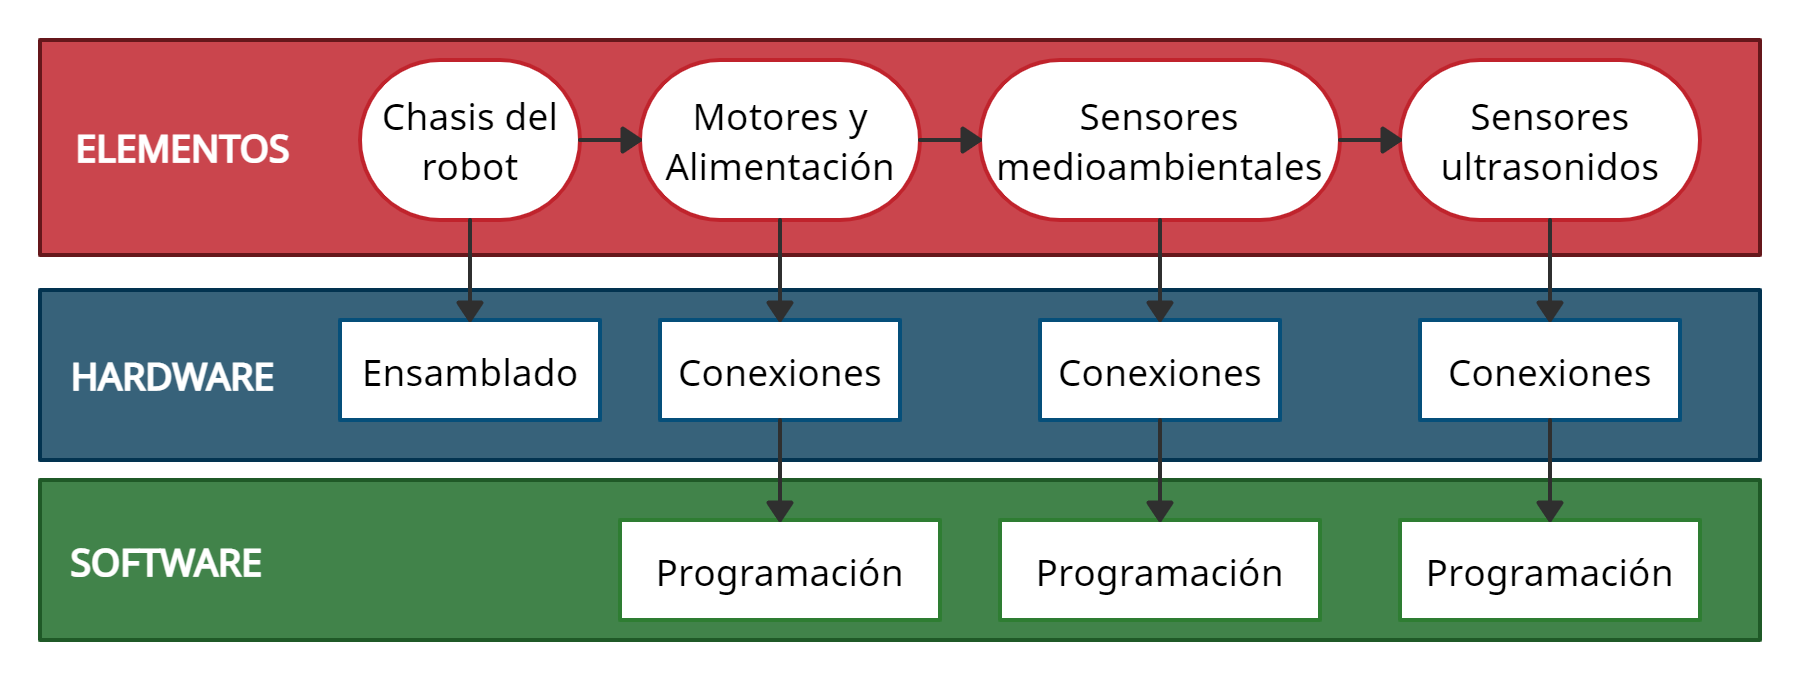 ELEMENTOS
Chasis del
robot
Motores y
Alimentación
Sensores
medioambientales
Sensores
ultrasonidos
HARDWARE
Ensamblado
Conexiones
Conexiones
Conexiones
SOFTWARE
Programación
Programación
Programación